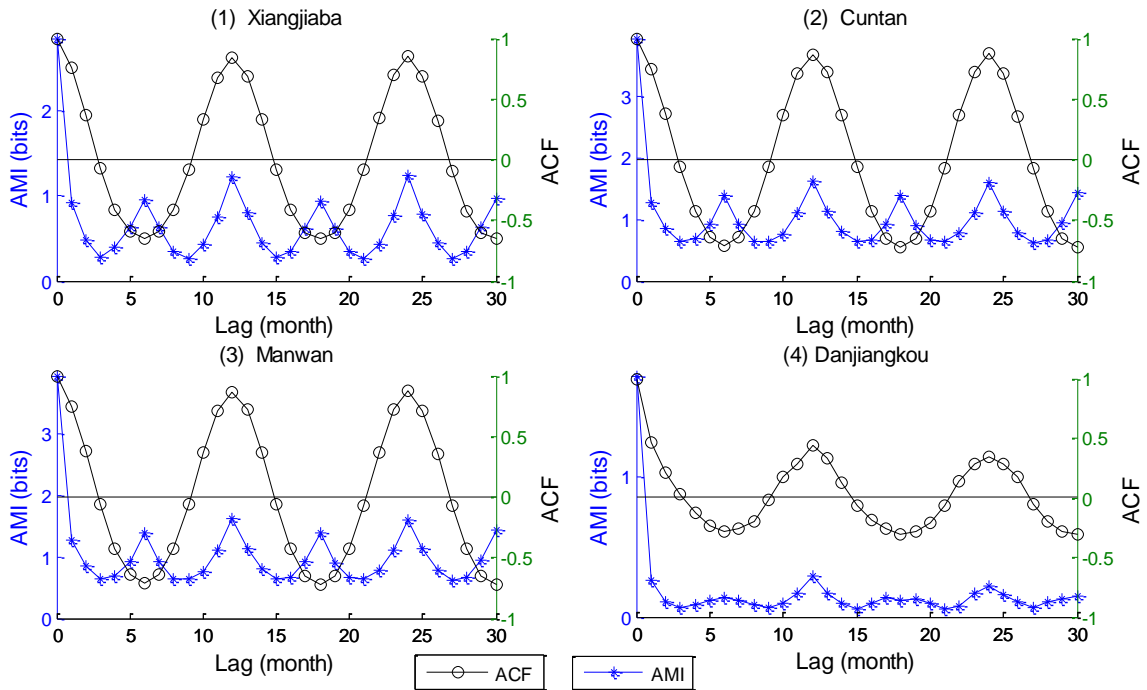 (1) Xiangjiaba
AMI (bits)
2
1
0
1
0.5
0
-0.5
-1
ACF
0 5 10 15 20 25 30
Lag (month)
(2) Cuntan
AMI (bits)
3
2
1
0
1
0.5
0
-0.5
-1
ACF
0 5 10 15 20 25 30
Lag (month)
(3) Manwan
AMI (bits)
3
2
1
0
1
0.5
0
-0.5
-1
ACF
0 5 10 15 20 25 30
Lag (month)
(4) Danjiangkou
AMI (bits)
1
0
1
0.5
0
-0.5
-1
ACF
0 5 10 15 20 25 30
Lag (month)
ACF
AMI